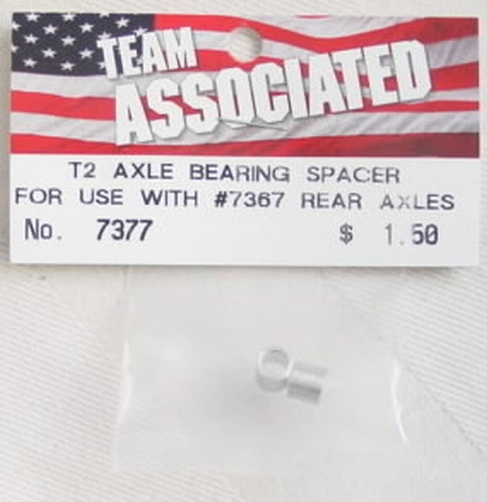 TEAM
ASSOCIATED
T2 AXLE BEARING SPACER
FOR USE WITH #7367 REAR AXLES
No. 7377 $ 1.50